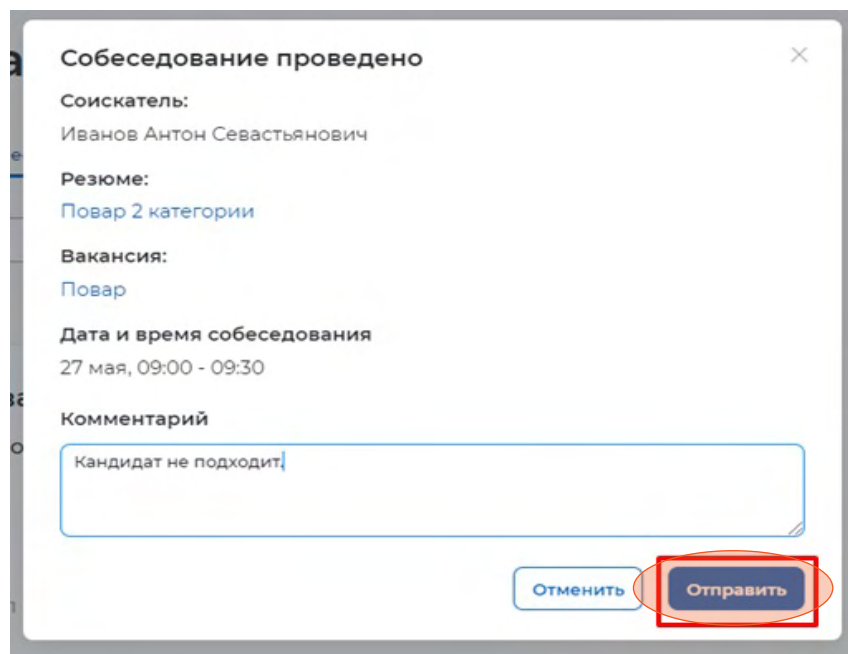 Собеседование проведено
Соискатель:
Иванов Антон Севастьянович
Резюме:
Повар 2 категории
Вакансия:
Повар
Дата и время собеседования
27 мая, 09:00 - 09:30
Комментарий
Кандидат не подходит.
Отменить
Отправить